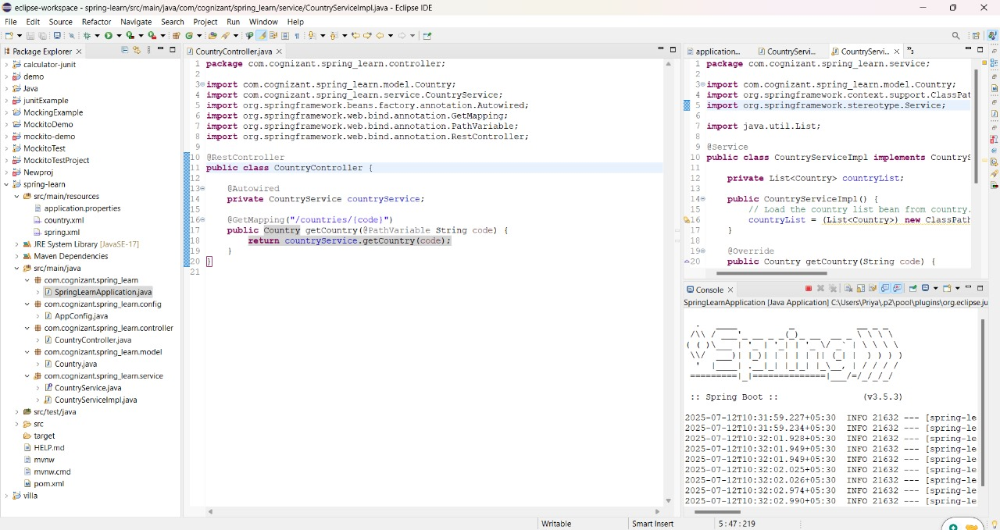 eclipse-workspace - spring-learn/src/main/java/com/cognizant/spring_learn/service/CountryServiceImpl.java - Eclipse IDE
File Edit Source Refactor Navigate Search Project Run Window Help
Package Explorer
calculator-junit
demo
Java
junitExample
MockingExample
MockitoDemo
mockito-demo
MockitoTest
MockitoTestProject
Newproj
spring-learn
src/main/resources
application.properties
country.xml
spring.xml
JRE System Library [JavaSE-17]
Maven Dependencies
src/main/java
com.cognizant.spring_learn
SpringLearnApplication.java
com.cognizant.spring_learn.config
AppConfig.java
com.cognizant.spring_learn.controller
CountryController.java
com.cognizant.spring_learn.model
Country.java
com.cognizant.spring_learn.service
CountryService.java
CountryServiceImpl.java
src/test/java
src
target
HELP.md
mvnw
mvnw.cmd
pom.xml
villa
CountryController.java
1 package com.cognizant.spring_learn.controller;
2
3 import com.cognizant.spring_learn.model.Country;
4 import com.cognizant.spring_learn.service.CountryService;
5 import org.springframework.beans.factory.annotation.Autowired;
6 import org.springframework.web.bind.annotation.GetMapping;
7 import org.springframework.web.bind.annotation.PathVariable;
8 import org.springframework.web.bind.annotation.RestController;
9
10 @RestController
11 public class CountryController {
12
13 @Autowired
14 private CountryService countryService;
15
16 @GetMapping("/countries/{code}")
17 public Country getCountry(@PathVariable String code) {
18 return countryService.getCountry(code);
19 }
20 }
21
application... CountryServi... CountryServi... 3
1 package com.cognizant.spring_learn.service;
2
3 import com.cognizant.spring_learn.model.Country;
4 import org.springframework.context.support.ClassPat
5 import org.springframework.stereotype.Service;
6
7 import java.util.List;
8
9 @Service
10 public class CountryServiceImpl implements CountryS
11
12 private List<Country> countryList;
13
14 public CountryServiceImpl() {
15 // Load the country list bean from country.
16 countryList = (List<Country>) new ClassPath
17 }
18
19 @Override
20 public Country getCountry(String code) {
Console
SpringLearnApplication [Java Application] C:\Users\Priya\.p2\pool\plugins\org.eclipse.ju
:: Spring Boot :: (v3.5.3)
2025-07-12T10:31:59.227+05:30 INFO 21632 --- [spring-le
2025-07-12T10:31:59.234+05:30 INFO 21632 --- [spring-le
2025-07-12T10:32:01.928+05:30 INFO 21632 --- [spring-le
2025-07-12T10:32:01.949+05:30 INFO 21632 --- [spring-le
2025-07-12T10:32:01.949+05:30 INFO 21632 --- [spring-le
2025-07-12T10:32:02.025+05:30 INFO 21632 --- [spring-le
2025-07-12T10:32:02.026+05:30 INFO 21632 --- [spring-le
2025-07-12T10:32:02.974+05:30 INFO 21632 --- [spring-le
2025-07-12T10:32:02.990+05:30 INFO 21632 --- [spring-le
Writable Smart Insert 5 : 47 : 219